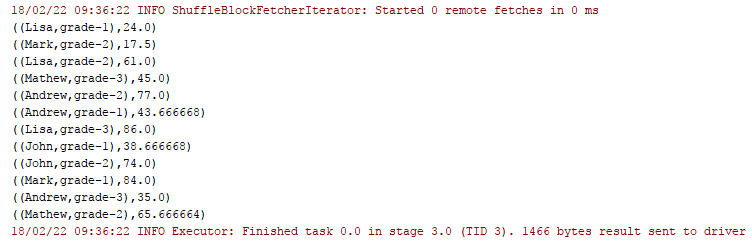 18/02/22 09:36:22 INFO ShuffleBlockFetcherIterator: Started 0 remote fetches in 0 ms
((Lisa,grade-1),24.0)
((Mark,grade-2),17.5)
((Lisa,grade-2),61.0)
((Mathew,grade-3),45.0)
((Andrew,grade-2),77.0)
((Andrew,grade-1),43.666668)
((Lisa,grade-3),86.0)
((John,grade-1),38.666668)
((John,grade-2),74.0)
((Mark,grade-1),84.0)
((Andrew,grade-3),35.0)
((Mathew,grade-2),65.666664)
18/02/22 09:36:22 INFO Executor: Finished task 0.0 in stage 3.0 (TID 3). 1466 bytes result sent to driver